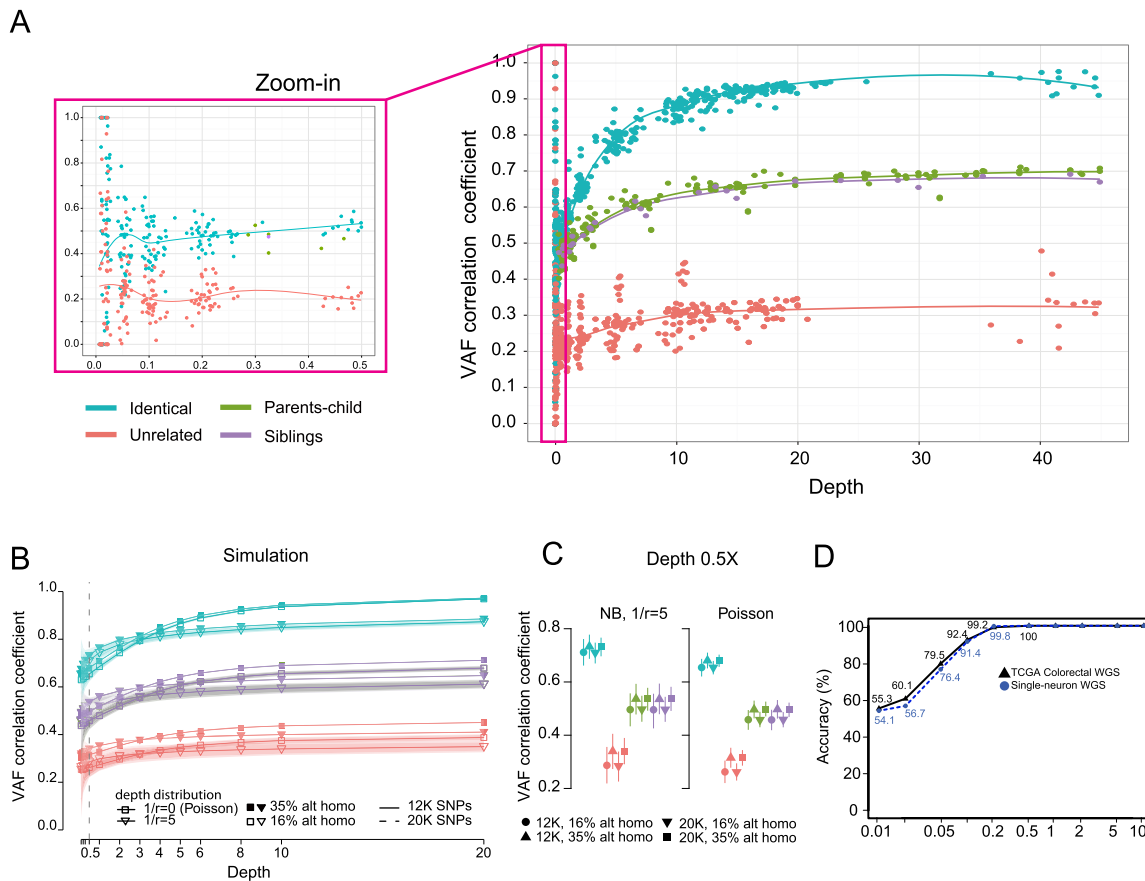 A
Zoom-in
1.0
0.8
0.6
0.4
0.2
0.0
0.0
0.1
0.2
0.3
0.4
0.5
Identical
Parents-child
Unrelated
Siblings
VAF correlation coefficient
1.0
0.9
0.8
0.7
0.6
0.5
0.4
0.3
0.2
0.1
0.0
0
10
20
30
40
Depth
B
Simulation
VAF correlation coefficient
1.0
0.8
0.6
0.4
0.2
0.0
depth distribution
1/r=0 (Poisson)
1/r=5
35% alt homo
16% alt homo
12K SNPs
20K SNPs
0.5
2
3
4
5
6
8
10
20
Depth
C
Depth 0.5X
NB, 1/r=5
Poisson
VAF correlation coefficient
0.8
0.6
0.4
0.2
12K, 16% alt homo
20K, 16% alt homo
12K, 35% alt homo
20K, 35% alt homo
D
Accuracy (%)
100
80
60
40
20
0
55.3
60.1
79.5
92.4
99.2
100
54.1
56.7
76.4
91.4
99.8
TCGA Colorectal WGS
Single-neuron WGS
0.01
0.05
0.1
0.2
0.5
1
2
5
10